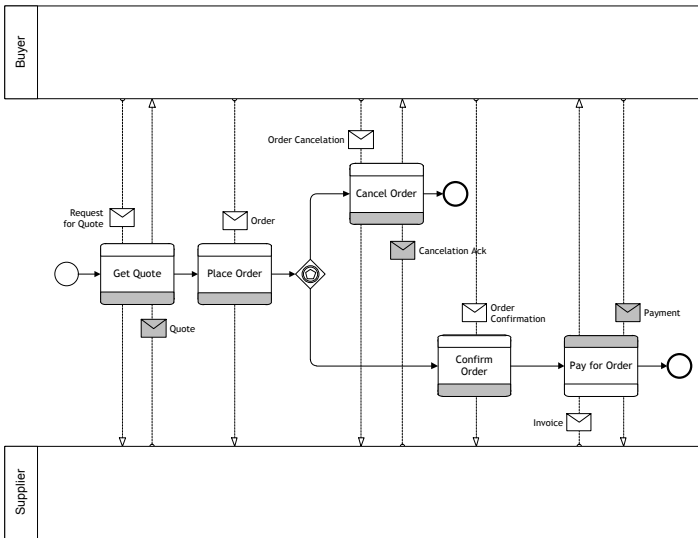 Buyer
Order Cancelation
Cancel Order
Request
for Quote
Order
Cancelation Ack
Get Quote
Place Order
Order
Confirmation
Payment
Quote
Confirm
Order
Pay for Order
Invoice
Supplier